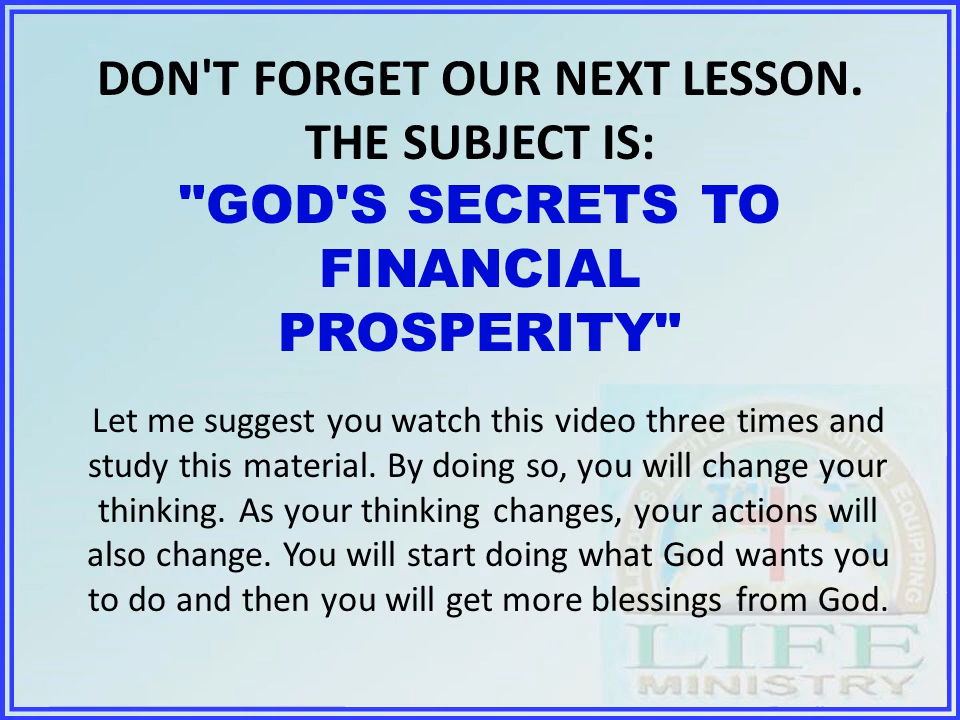 DON'T FORGET OUR NEXT LESSON.
THE SUBJECT IS:
"GOD'S SECRETS TO
FINANCIAL
PROSPERITY"
Let me suggest you watch this video three times and
study this material. By doing so, you will change your
thinking. As your thinking changes, your actions will
also change. You will start doing what God wants you
to do and then you will get more blessings from God.
EQUIPPING
LIFE
MINISTRY